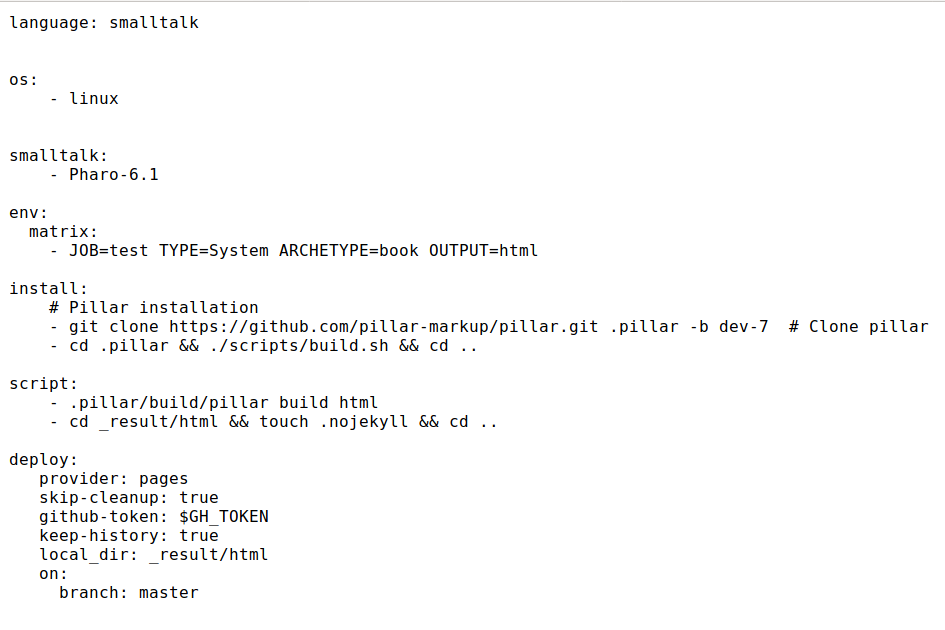 language: smalltalk
os:
    - linux
smalltalk:
    - Pharo-6.1
env:
  matrix:
    - JOB=test TYPE=System ARCHETYPE=book OUTPUT=html
install:
    # Pillar installation
    - git clone https://github.com/pillar-markup/pillar.git .pillar -b dev-7  # Clone pillar
    - cd .pillar && ./scripts/build.sh && cd ..
script:
    - .pillar/build/pillar build html
    - cd _result/html && touch .nojekyll && cd ..
deploy:
   provider: pages
   skip-cleanup: true
   github-token: $GH_TOKEN
   keep-history: true
   local_dir: _result/html
   on:
     branch: master